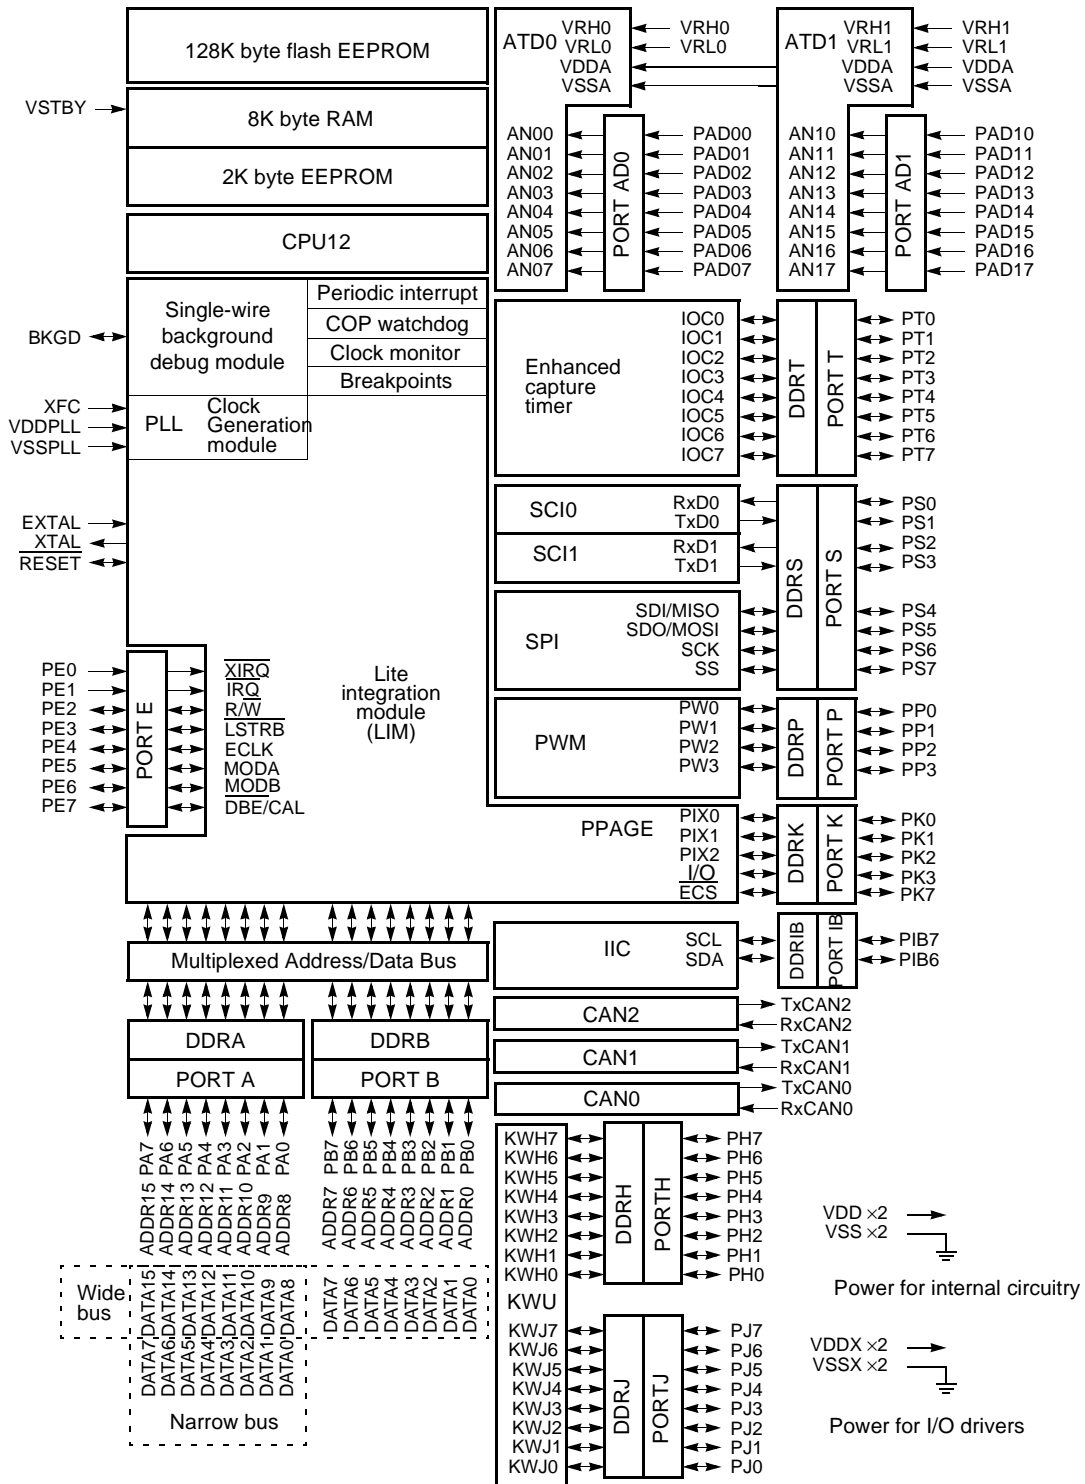 128K byte flash EEPROM
VSTBY
8K byte RAM
2K byte EEPROM
CPU12
Single-wire
background
debug module
Periodic interrupt
COP watchdog
Clock monitor
Breakpoints
BKGD
XFC
VDDPLL
VSSPLL
PLL
Clock
Generation
module
EXTAL
XTAL
RESET
PE0
PE1
PE2
PE3
PE4
PE5
PE6
PE7
PORT E
XIRQ
IRQ
R/W
LSTRB
ECLK
MODA
MODB
DBE/CAL
Lite
integration
module
(LIM)
PPAGE
PIX0
PIX1
PIX2
I/O
ECS
DDRK
PORT K
PK0
PK1
PK2
PK3
PK7
ATD0
VRH0
VRL0
VDDA
VSSA
VRH0
VRL0
AN00
AN01
AN02
AN03
AN04
AN05
AN06
AN07
PORT AD0
PAD00
PAD01
PAD02
PAD03
PAD04
PAD05
PAD06
PAD07
ATD1
VRH1
VRL1
VDDA
VSSA
VRH1
VRL1
VDDA
VSSA
AN10
AN11
AN12
AN13
AN14
AN15
AN16
AN17
PORT AD1
PAD10
PAD11
PAD12
PAD13
PAD14
PAD15
PAD16
PAD17
Enhanced
capture
timer
IOC0
IOC1
IOC2
IOC3
IOC4
IOC5
IOC6
IOC7
DDRT
PORT T
PT0
PT1
PT2
PT3
PT4
PT5
PT6
PT7
SCI0
RxD0
TxD0
SCI1
RxD1
TxD1
SPI
SDI/MISO
SDO/MOSI
SCK
SS
DDRS
PORT S
PS0
PS1
PS2
PS3
PS4
PS5
PS6
PS7
PWM
PW0
PW1
PW2
PW3
DDRP
PORT P
PP0
PP1
PP2
PP3
IIC
SCL
SDA
DDRIB
PORT IB
PIB7
PIB6
CAN2
TxCAN2
RxCAN2
CAN1
TxCAN1
RxCAN1
CAN0
TxCAN0
RxCAN0
Multiplexed Address/Data Bus
DDRA
PORT A
DDRB
PORT B
PA7
PA6
PA5
PA4
PA3
PA2
PA1
PA0
PB7
PB6
PB5
PB4
PB3
PB2
PB1
PB0
ADDR15
ADDR14
ADDR13
ADDR12
ADDR11
ADDR10
ADDR9
ADDR8
ADDR7
ADDR6
ADDR5
ADDR4
ADDR3
ADDR2
ADDR1
ADDR0
Wide
bus
DATA15
DATA14
DATA13
DATA12
DATA11
DATA10
DATA9
DATA8
DATA7
DATA6
DATA5
DATA4
DATA3
DATA2
DATA1
DATA0
DATA7
DATA6
DATA5
DATA4
DATA3
DATA2
DATA1
DATA0
Narrow bus
KWH7
KWH6
KWH5
KWH4
KWH3
KWH2
KWH1
KWH0
DDRH
PORTH
PH7
PH6
PH5
PH4
PH3
PH2
PH1
PH0
KWU
KWJ7
KWJ6
KWJ5
KWJ4
KWJ3
KWJ2
KWJ1
KWJ0
DDRJ
PORTJ
PJ7
PJ6
PJ5
PJ4
PJ3
PJ2
PJ1
PJ0
VDD ×2
VSS ×2
Power for internal circuitry
VDDX ×2
VSSX ×2
Power for I/O drivers